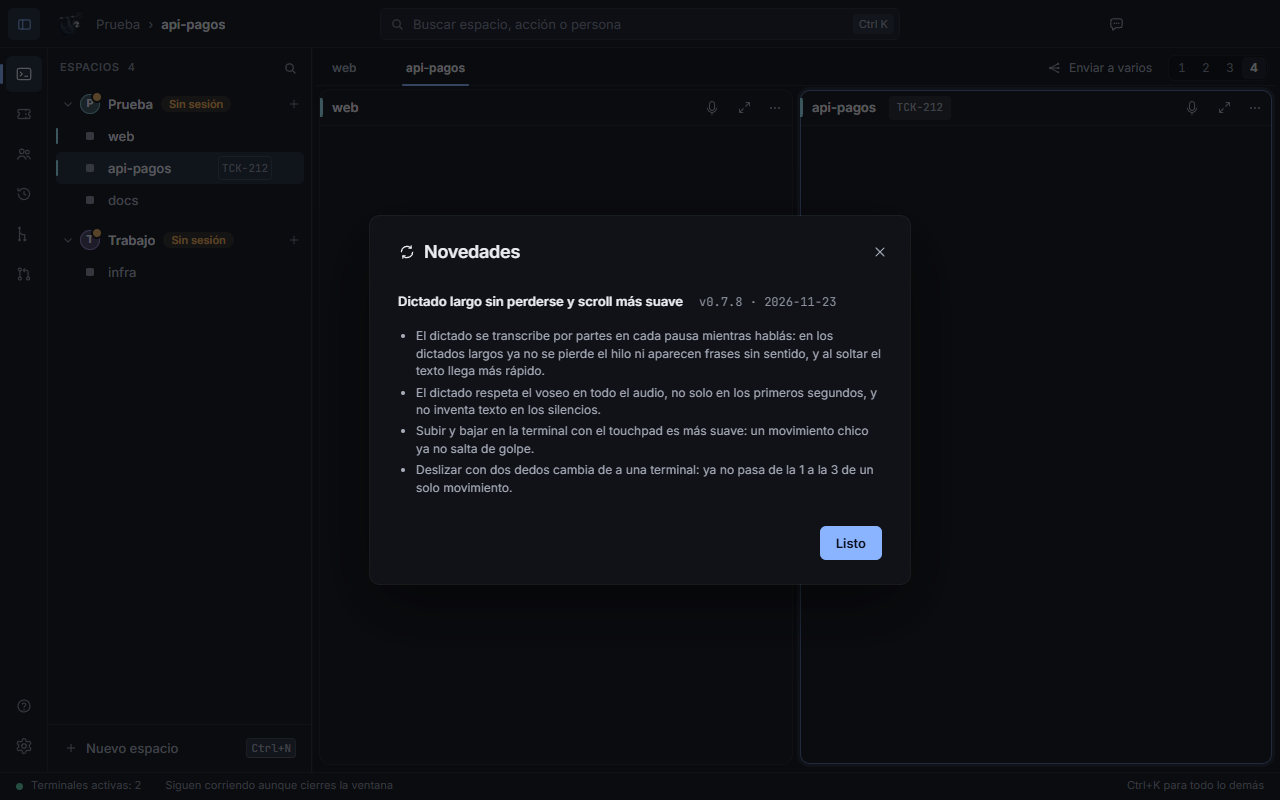 Prueba › api-pagos
Buscar espacio, acción o persona
Ctrl K
ESPACIOS 4
P Prueba Sin sesión
web
api-pagos TCK-212
docs
T Trabajo Sin sesión
infra
Nuevo espacio Ctrl+N
web api-pagos
Enviar a varios 1 2 3 4
web
api-pagos TCK-212
Novedades
Dictado largo sin perderse y scroll más suave v0.7.8 · 2026-11-23
• El dictado se transcribe por partes en cada pausa mientras hablás: en los
dictados largos ya no se pierde el hilo ni aparecen frases sin sentido, y al soltar el
texto llega más rápido.
• El dictado respeta el voseo en todo el audio, no solo en los primeros segundos, y
no inventa texto en los silencios.
• Subir y bajar en la terminal con el touchpad es más suave: un movimiento chico
ya no salta de golpe.
• Deslizar con dos dedos cambia de a una terminal: ya no pasa de la 1 a la 3 de un
solo movimiento.
Listo
Terminales activas: 2 Siguen corriendo aunque cierres la ventana
Ctrl+K para todo lo demás